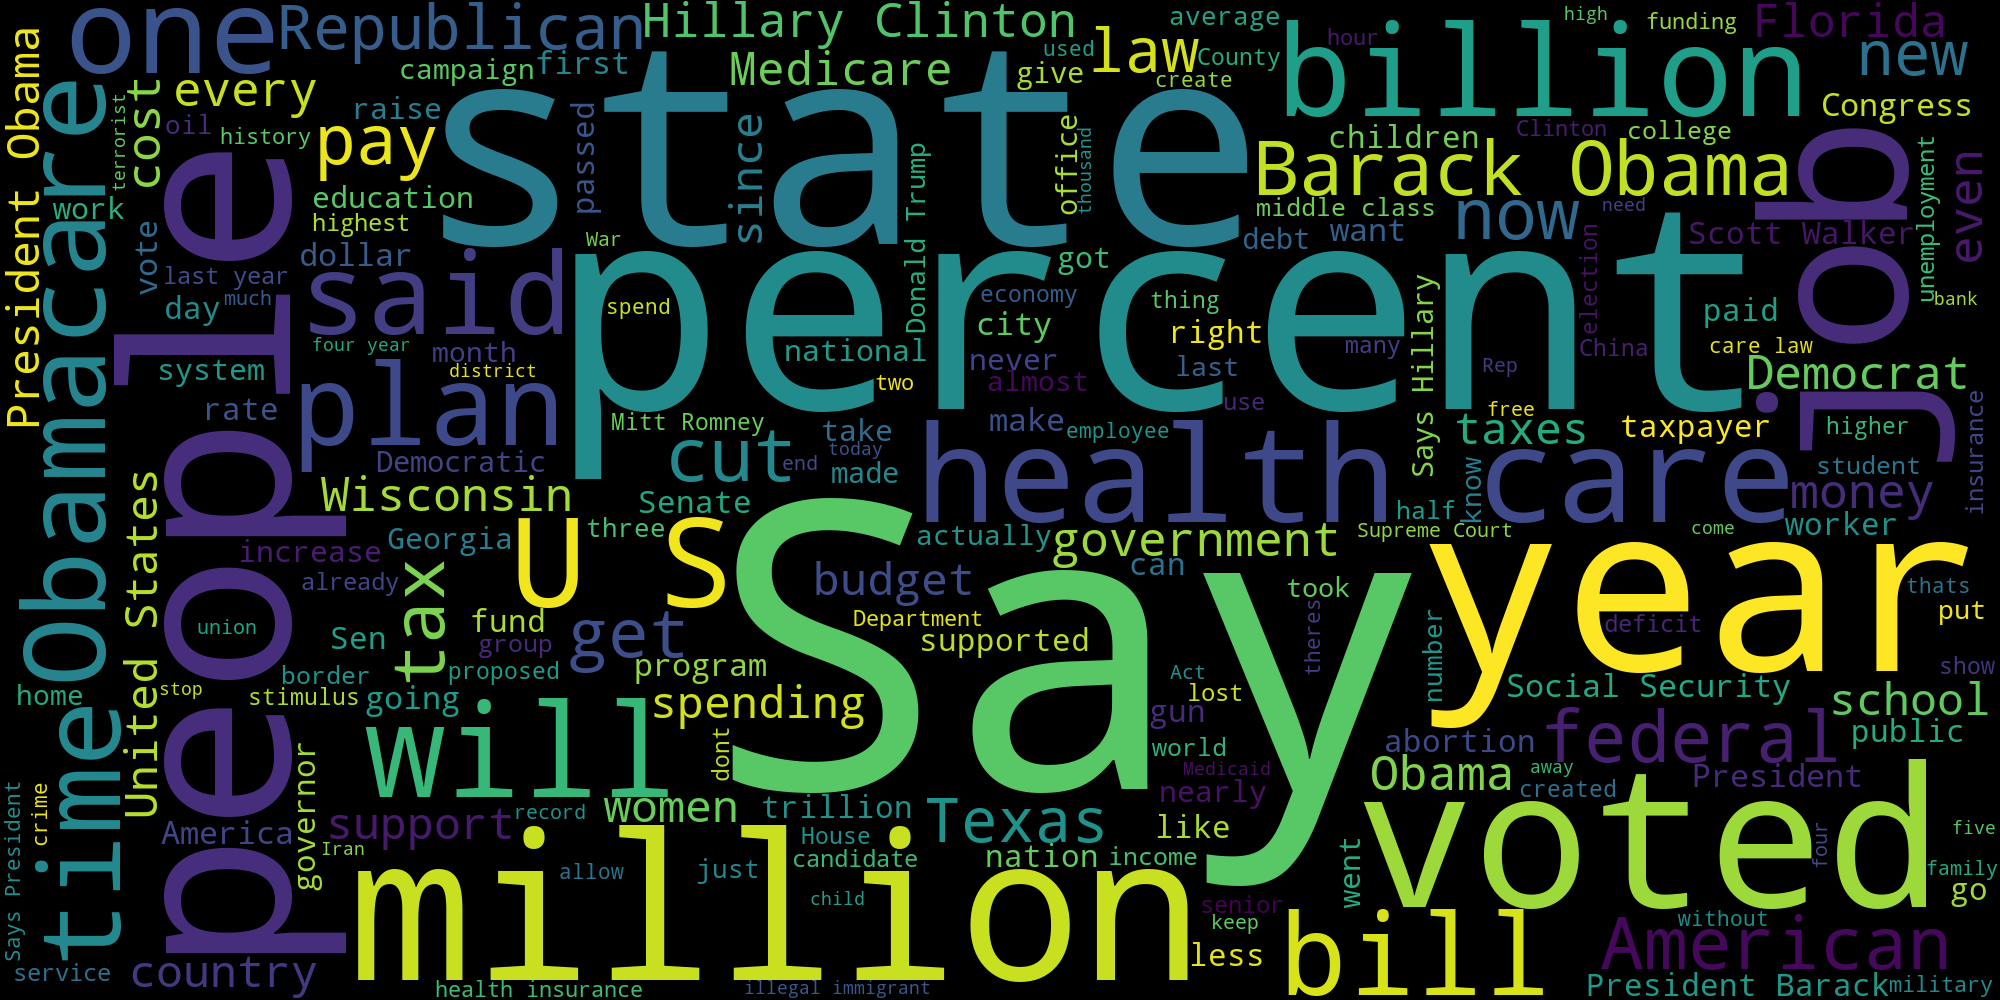 one
Republican
Hillary Clinton
average
high
funding
Florida
President Obama
Obamacare
terrorist
cost
every
campaign
first
Medicare
used
give
law
County
create
billion
hour
new
Congress
oil
history
raise
pay
passed
since
state
office
thousand
children
Clinton
college
Barack Obama
job
unemployment
even
work
education
highest
War
Donald Trump
middle class
need
now
debt
want
Scott Walker
vote
people
dollar
said
percent
got
election
last year
much
day
spend
economy
thing
bank
Says Hillary
city
right
paid
four year
month
national
never
many
China
care law
system
district
plan
two
almost
last
Rep
Democrat
rate
Mitt Romney
take
make
use
employee
free
taxes
taxpayer
higher
insurance
Democratic
cut
end
today
made
health care
know
student
money
United States
Wisconsin
Senate
half
worker
Georgia
U S
three
actually
government
Supreme Court
come
increase
already
tax
budget
can
year
thats
took
Say
union
Sen
fund
group
get
Department
supported
theres
number
deficit
put
border
proposed
program
show
home
stop
stimulus
going
spending
Act
lost
Social Security
school
time
will
dont
gun
abortion
federal
public
governor
world
Medicaid
nearly
Obama
away
created
President
Says President
crime
America
support
record
women
trillion
House
Texas
like
voted
five
four
Iran
million
allow
just
candidate
nation
income
went
family
go
child
senior
keep
bill
American
without
service
country
health insurance
illegal immigrant
less
President Barack
military